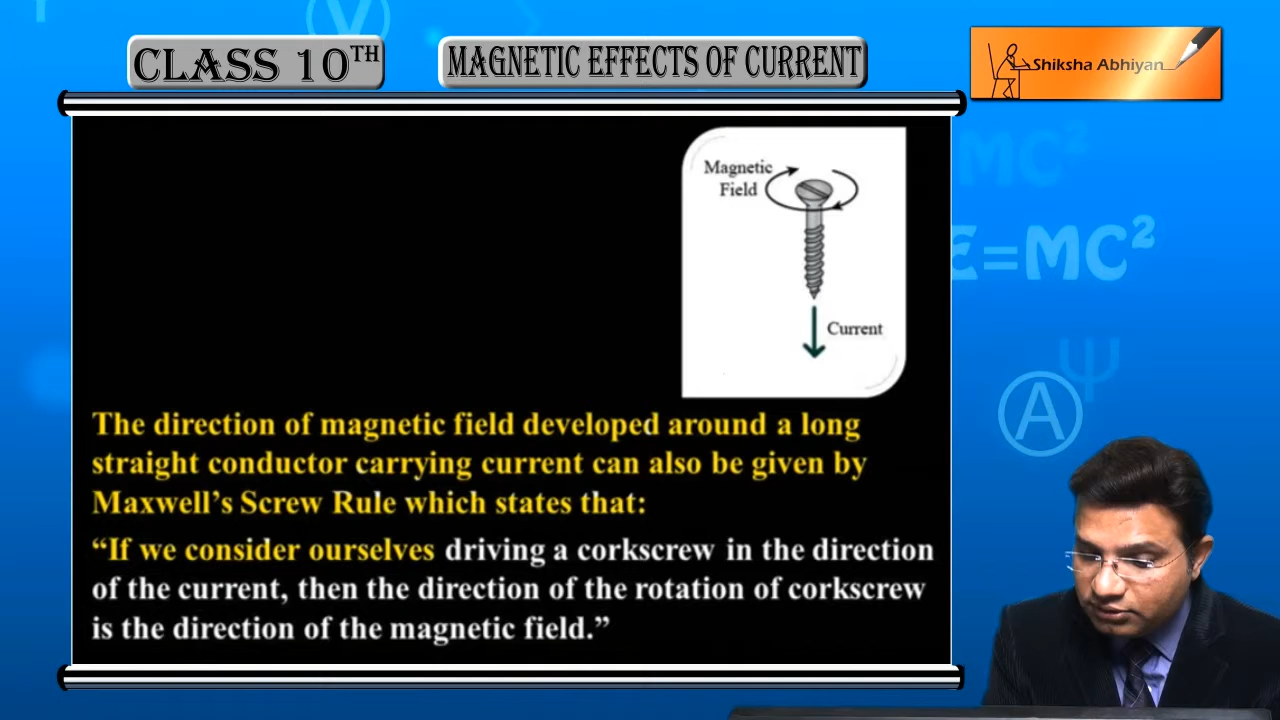 CLASS 10TH
MAGNETIC EFFECTS OF CURRENT
Shiksha Abhiyan
V
MC²
E=MC²
Ψ
A
Magnetic
Field
Current
The direction of magnetic field developed around a long
straight conductor carrying current can also be given by
Maxwell’s Screw Rule which states that:
“If we consider ourselves driving a corkscrew in the direction
of the current, then the direction of the rotation of corkscrew
is the direction of the magnetic field.”